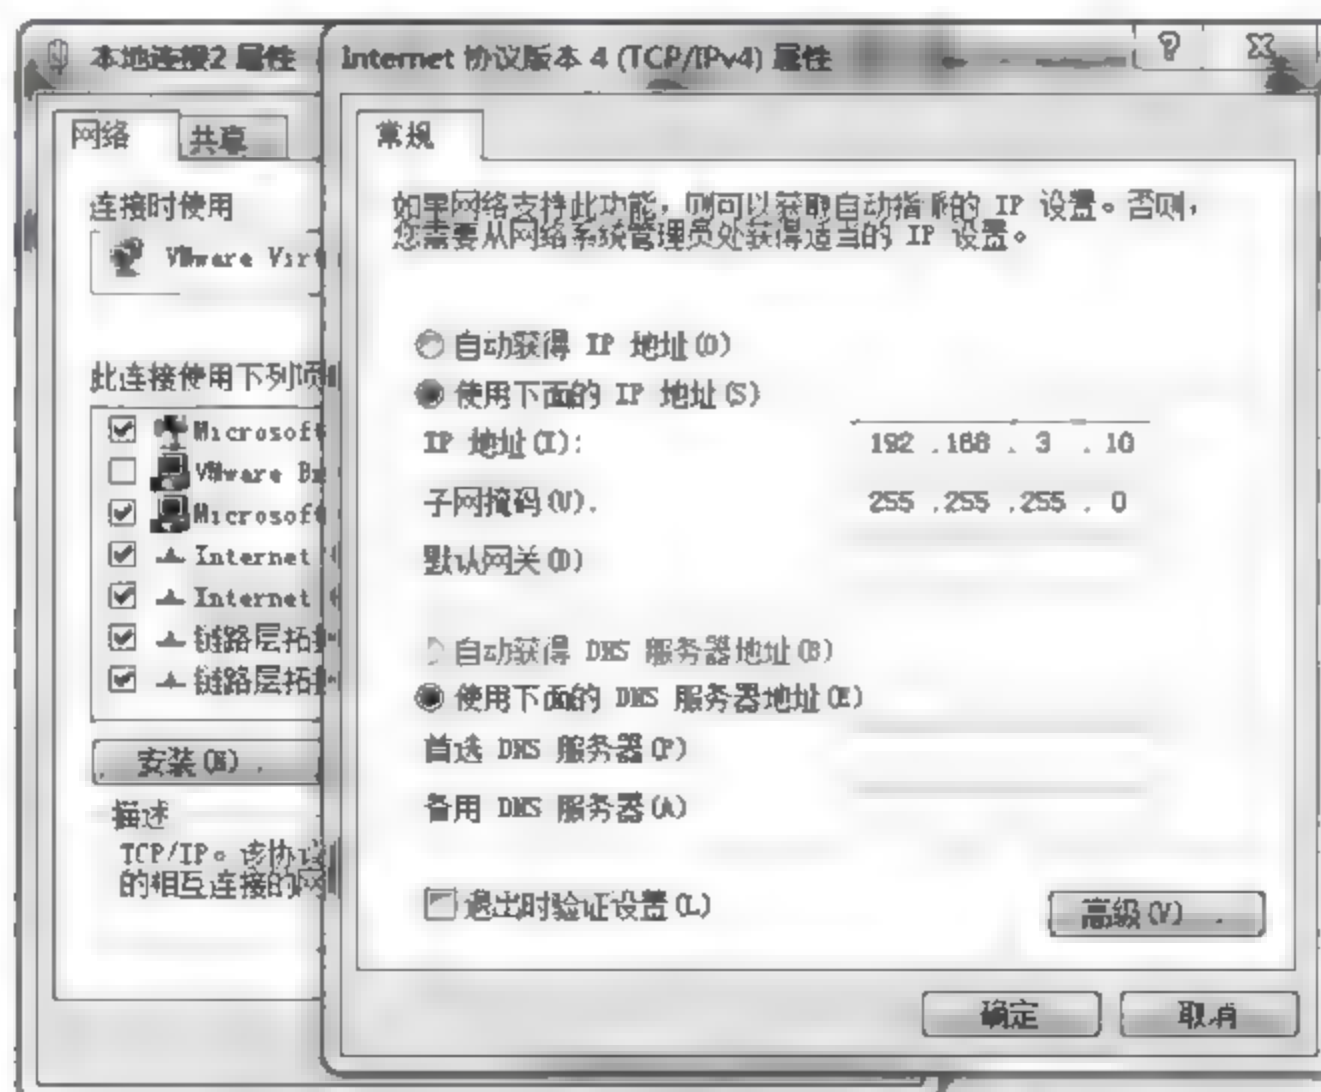 本地连接2 属性
网络
共享
连接时使用
VMware Virt
此连接使用下列项
Microsoft
VMware Br
Microsoft
Internet
Internet
链路层拓
链路层拓
安装(N)
描述
TCP/IP。该协议
的相互连接的网
Internet 协议版本 4 (TCP/IPv4) 属性
常规
如果网络支持此功能，则可以获取自动指派的 IP 设置。否则，
您需要从网络系统管理员处获得适当的 IP 设置。
自动获得 IP 地址(O)
使用下面的 IP 地址(S)
IP 地址(I):
192 .168 . 3 . 10
子网掩码(U).
255 .255 .255 . 0
默认网关(D)
自动获得 DNS 服务器地址(B)
使用下面的 DNS 服务器地址(E)
首选 DNS 服务器(P)
备用 DNS 服务器(A)
退出时验证设置(L)
高级(V) .
确定
取消